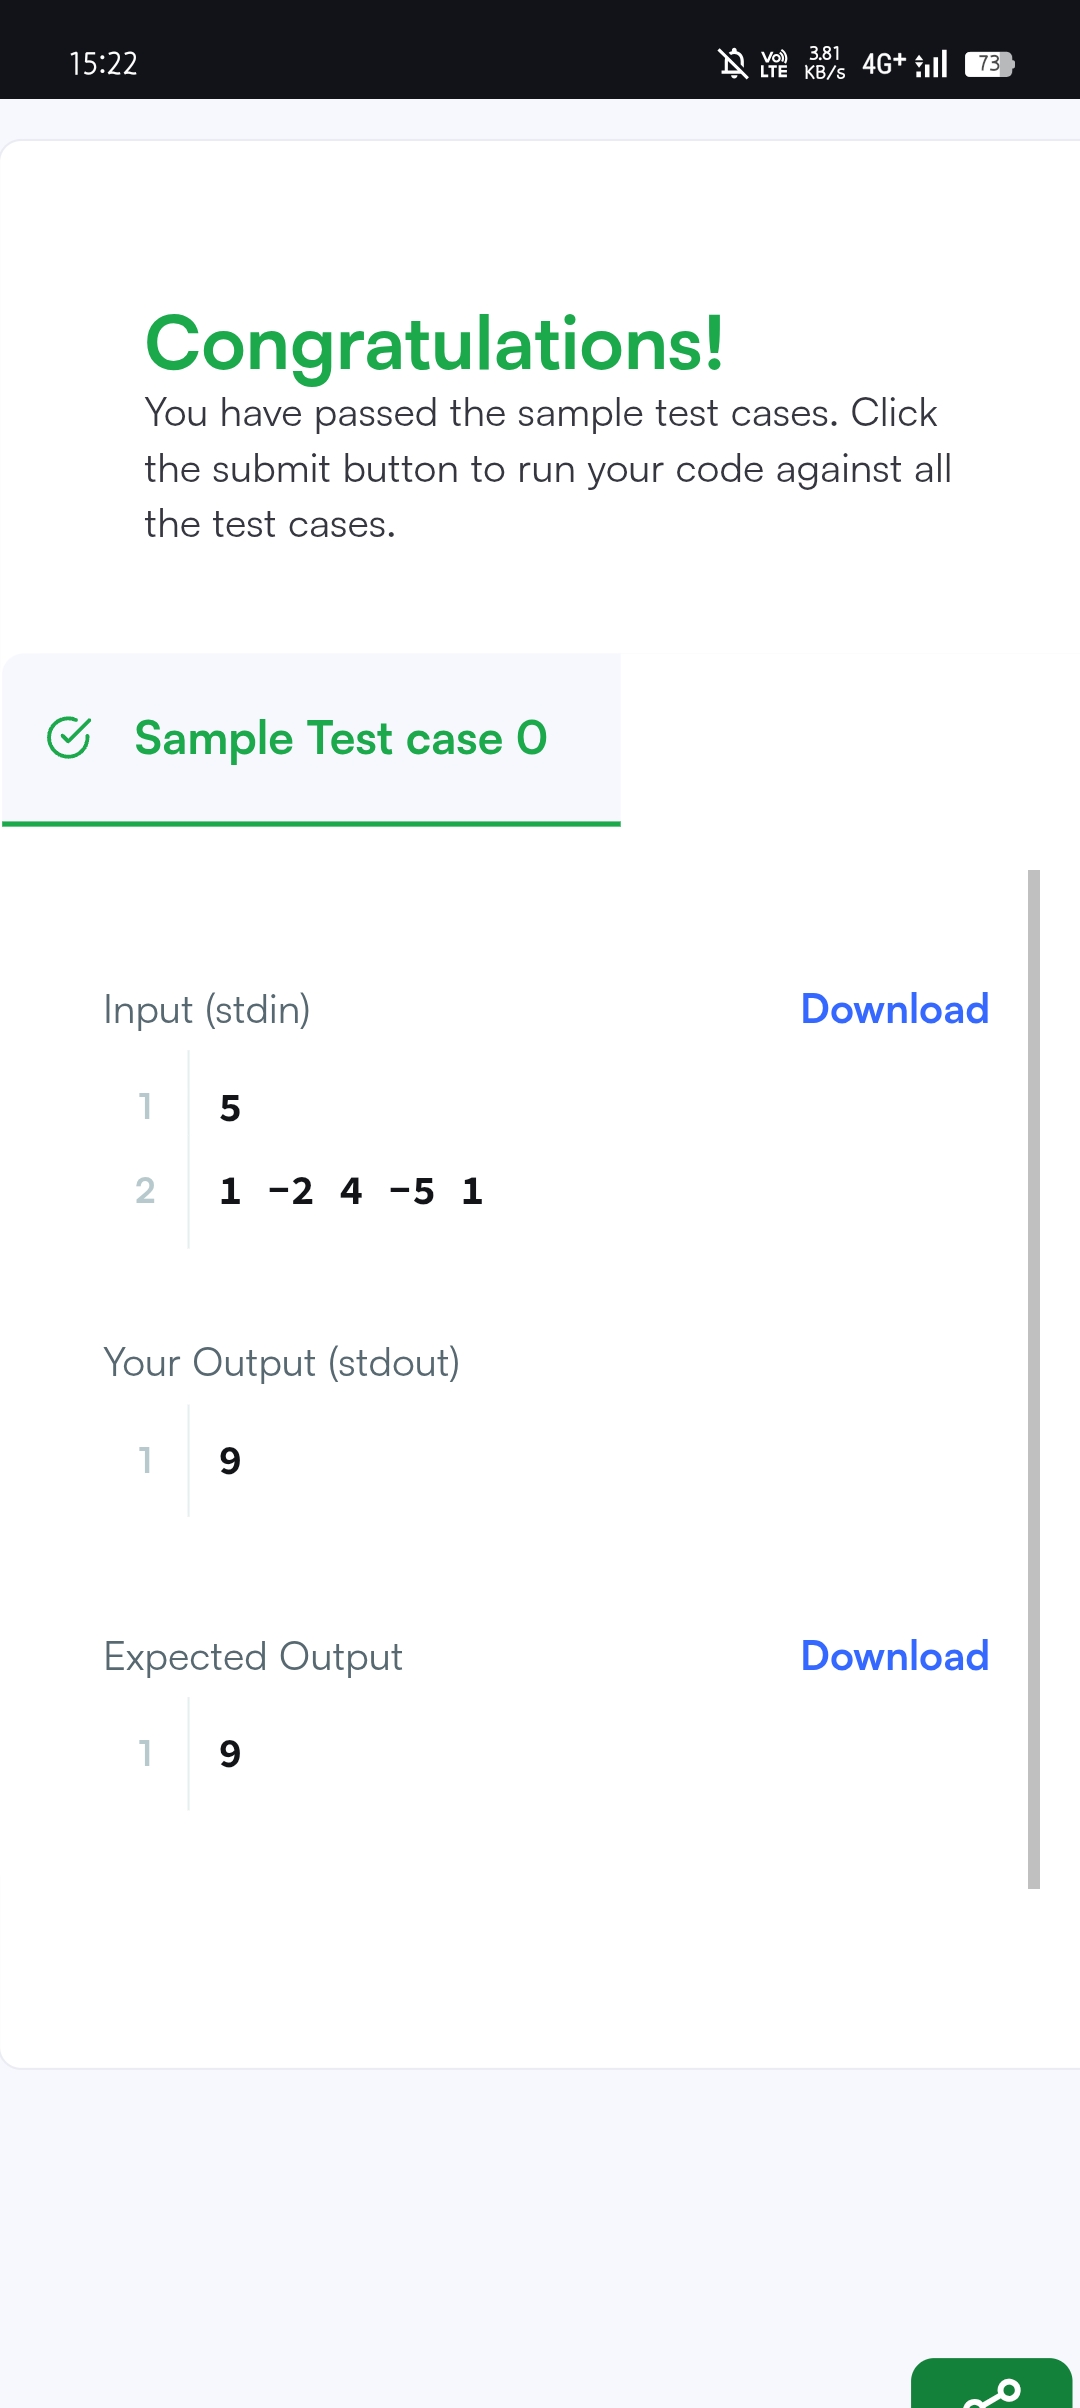 15:22
Vo)) LTE 3.81 KB/s 4G+ 73
Congratulations!
You have passed the sample test cases. Click
the submit button to run your code against all
the test cases.
Sample Test case 0
Input (stdin) Download
1 5
2 1 -2 4 -5 1
Your Output (stdout)
1 9
Expected Output Download
1 9